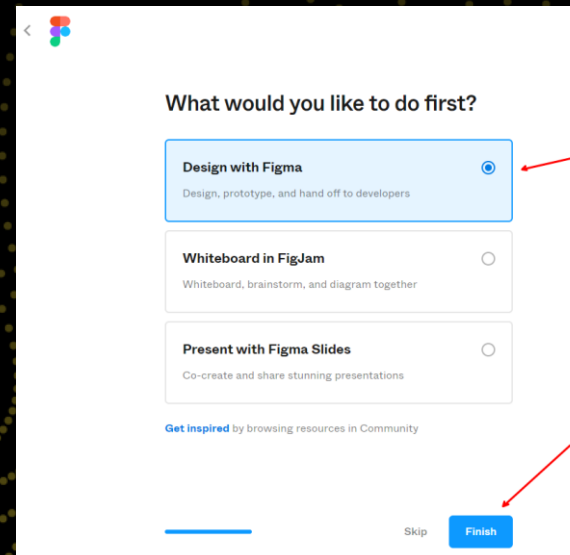 What would you like to do first?
Design with Figma
Design, prototype, and hand off to developers
Whiteboard in FigJam
Whiteboard, brainstorm, and diagram together
Present with Figma Slides
Co-create and share stunning presentations
Get inspired by browsing resources in Community
Skip
Finish